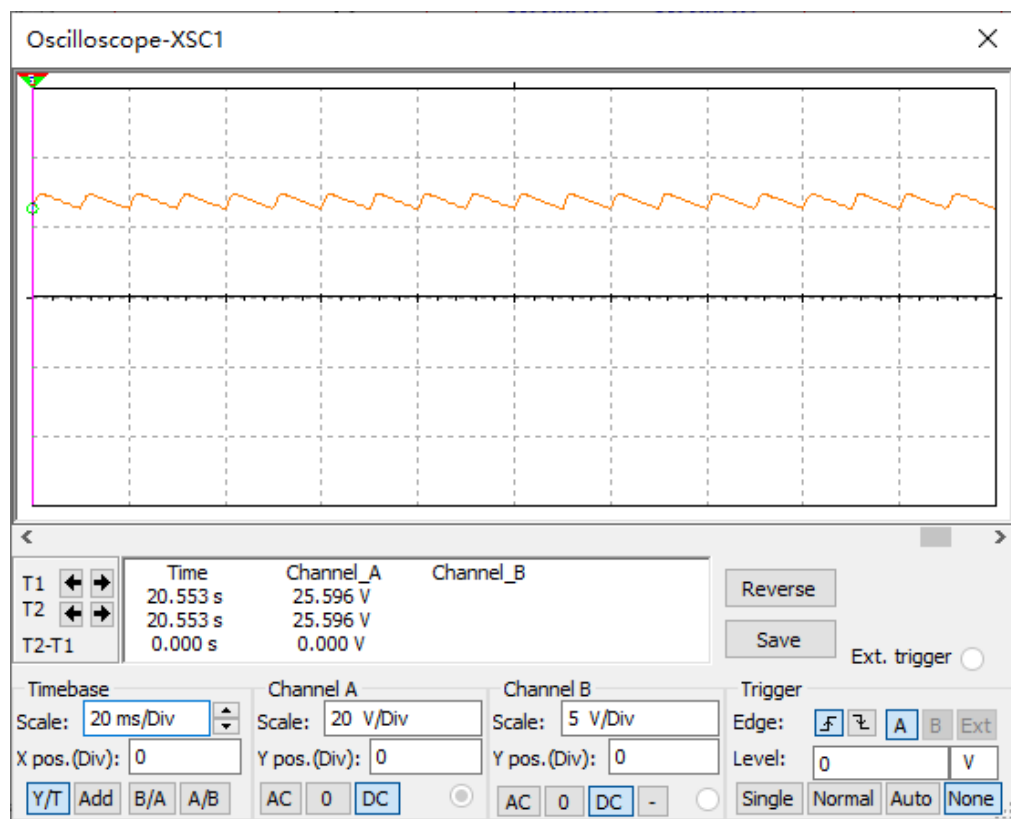 Oscilloscope-XSC1
Time Channel_A Channel_B
T1 20.553 s 25.596 V
T2 20.553 s 25.596 V
T2-T1 0.000 s 0.000 V
Reverse
Save
Ext. trigger
Timebase
Scale: 20 ms/Div
X pos.(Div): 0
Y/T Add B/A A/B
Channel A
Scale: 20 V/Div
Y pos.(Div): 0
AC 0 DC
Channel B
Scale: 5 V/Div
Y pos.(Div): 0
AC 0 DC -
Trigger
Edge: A B Ext
Level: 0 V
Single Normal Auto None